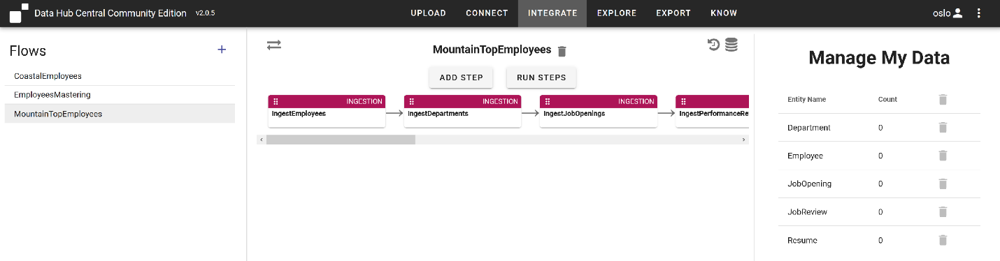 Data Hub Central Community Edition v2.0.5 UPLOAD CONNECT INTEGRATE EXPLORE EXPORT KNOW oslo
Flows +
CoastalEmployees
EmployeesMastering
MountainTopEmployees
MountainTopEmployees
ADD STEP RUN STEPS
INGESTION INGESTION INGESTION
IngestEmployees IngestDepartments IngestJobOpenings IngestPerformanceRe
Manage My Data
Entity Name Count
Department 0
Employee 0
JobOpening 0
JobReview 0
Resume 0